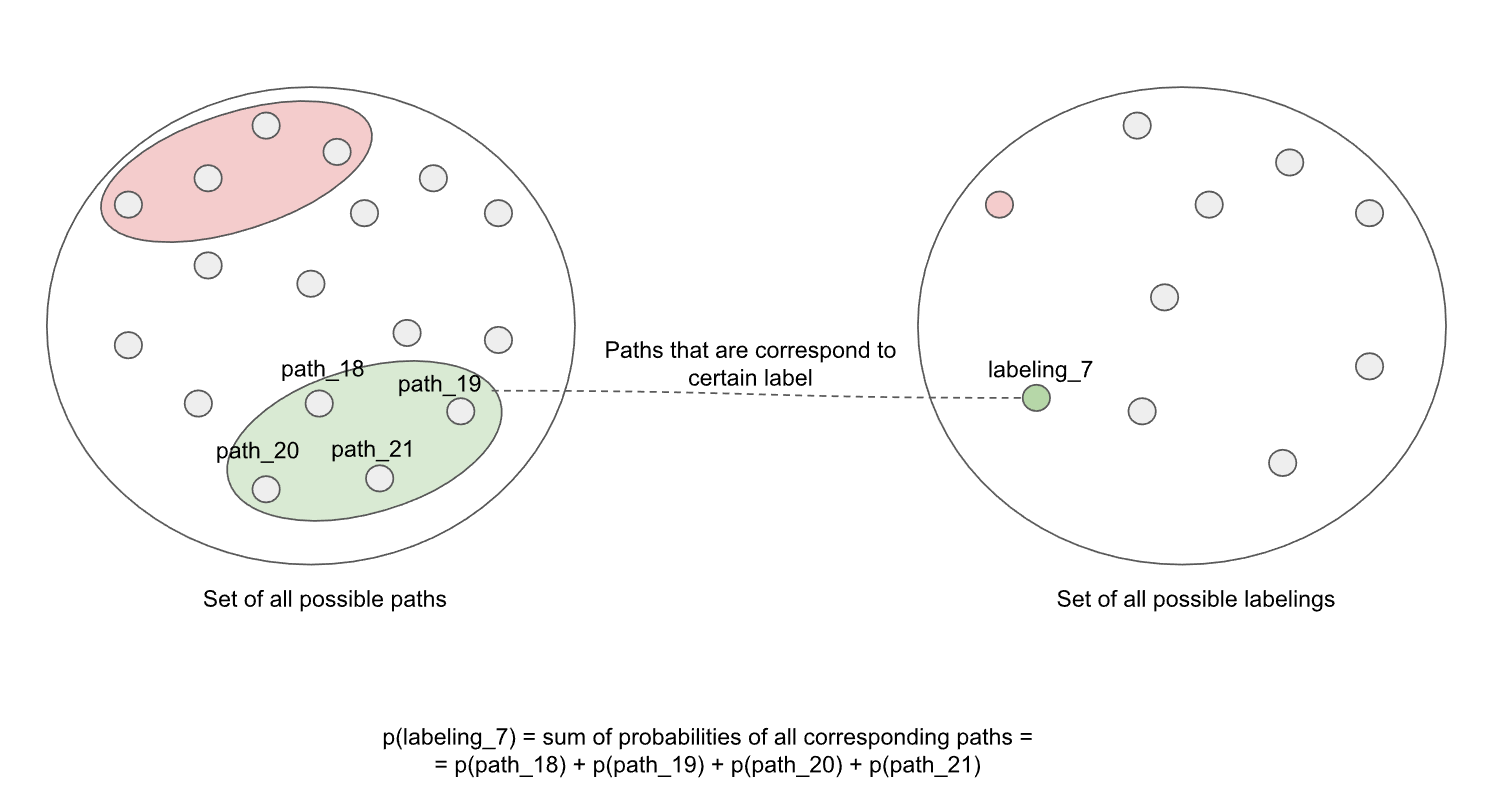 path_18
path_19
path_20
path_21
Paths that are correspond to
certain label
labeling_7
Set of all possible paths
Set of all possible labelings
p(labeling_7) = sum of probabilities of all corresponding paths =
= p(path_18) + p(path_19) + p(path_20) + p(path_21)